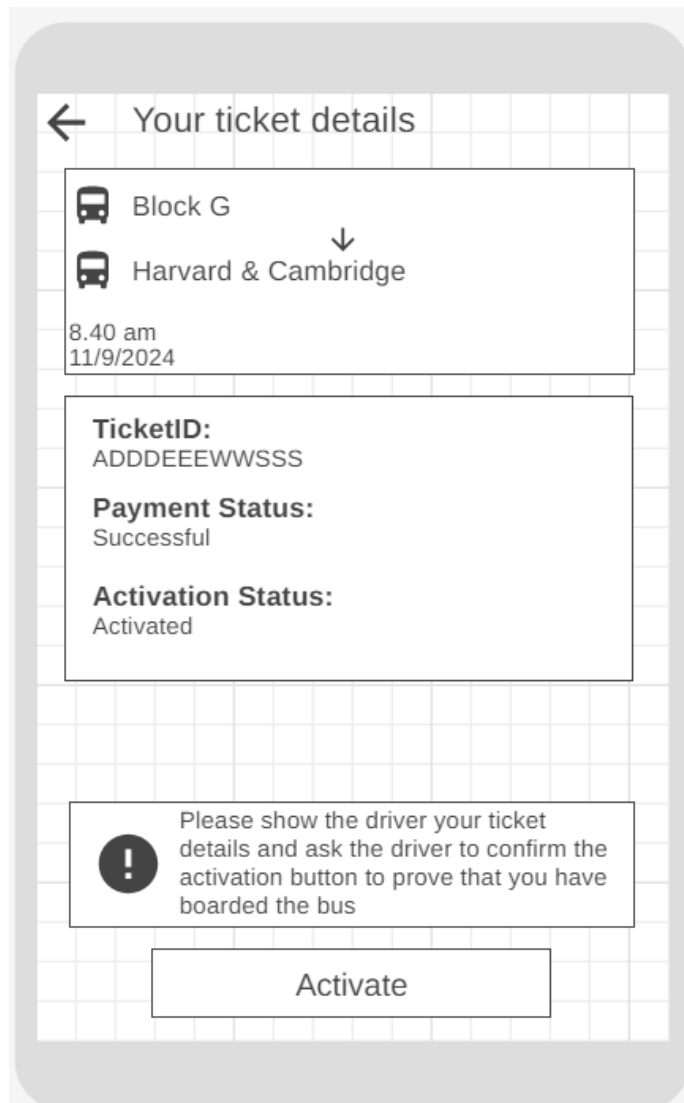 Your ticket details
Block G
Harvard & Cambridge
8.40 am
11/9/2024
TicketID:
ADDDEEEWWSSS
Payment Status:
Successful
Activation Status:
Activated
Please show the driver your ticket
details and ask the driver to confirm the
activation button to prove that you have
boarded the bus
Activate